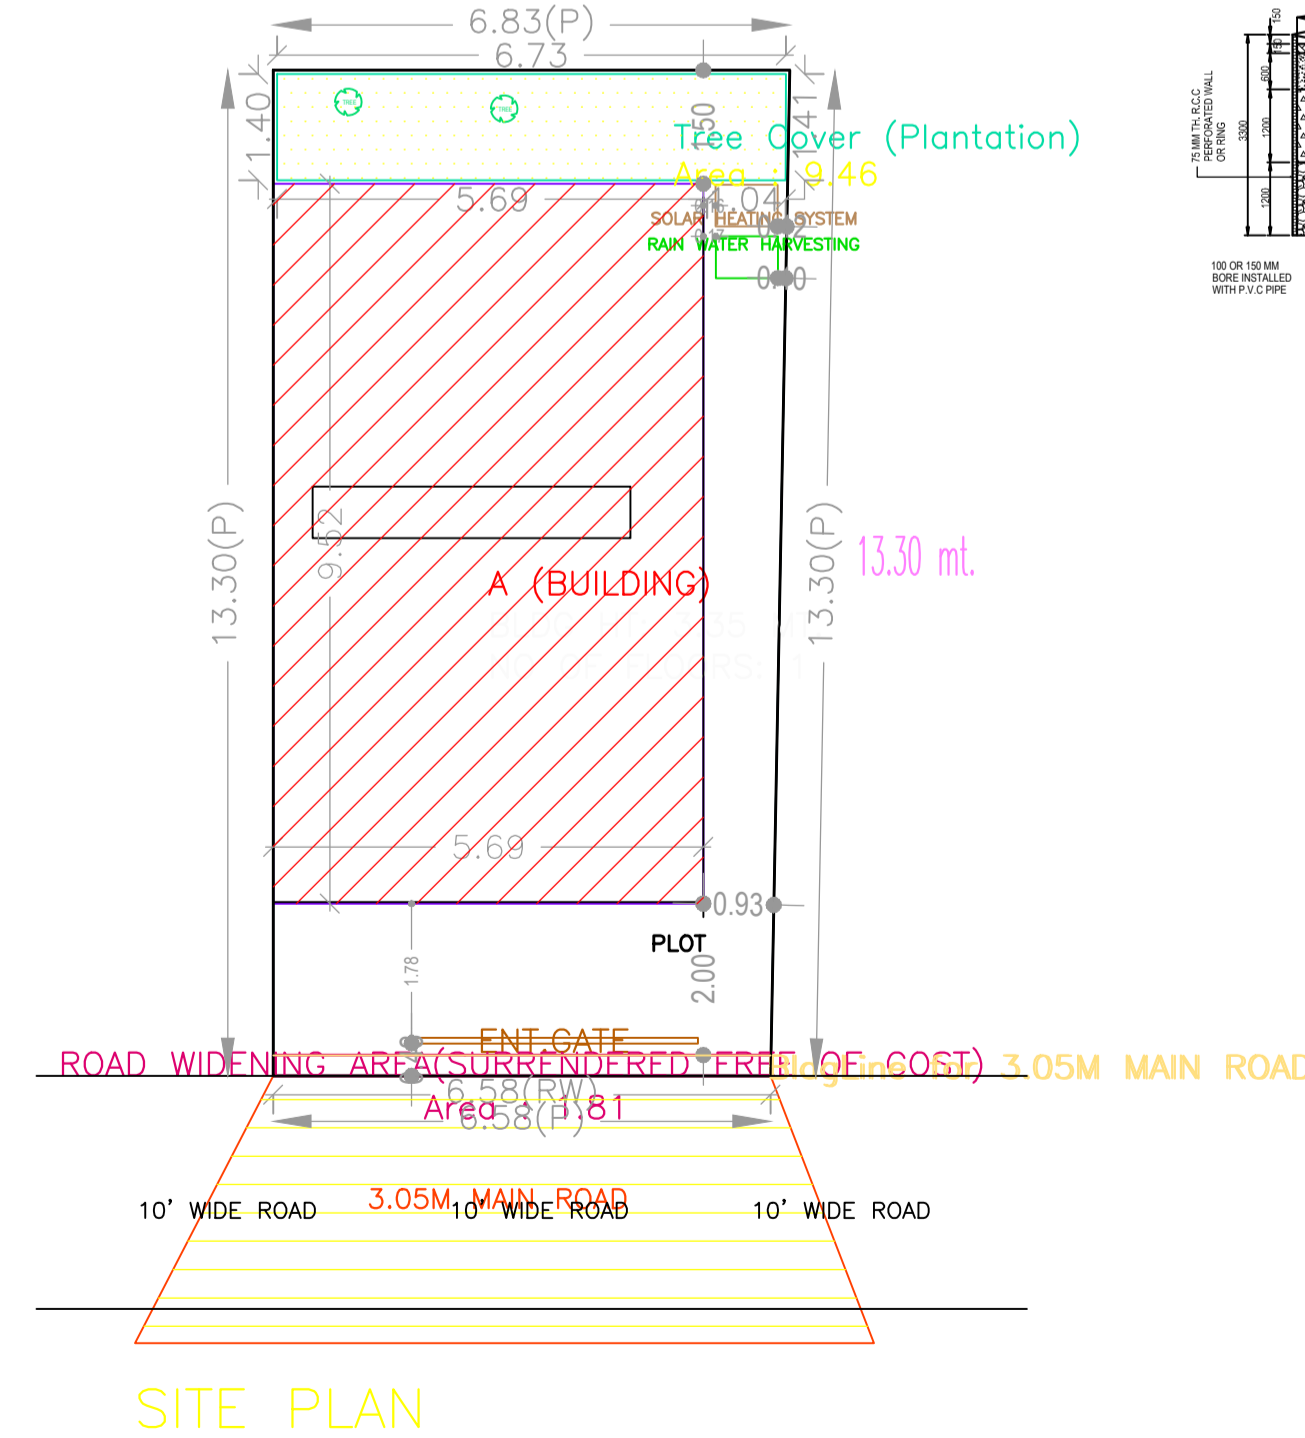 6.83(P)
6.73
1.40
1.50
1.41
TREE
TREE
Tree Cover (Plantation)
Area : 9.46
5.69
1.04
SOLAR HEATING SYSTEM
RAIN WATER HARVESTING
0.17
13.30(P)
9.52
13.30(P)
13.30 mt.
A (BUILDING)
5.69
0.93
PLOT
1.78
2.00
ENT.GATE
ROAD WIDENING AREA(SURRENDERED FREE OF COST)
BldgLine for 3.05M MAIN ROAD
6.58(RW)
Area : 1.81
6.58(P)
3.05M MAIN ROAD
10' WIDE ROAD
10' WIDE ROAD
10' WIDE ROAD
SITE PLAN
150
150
600
1200
1200
3300
75 MM TH. R.C.C
PERFORATED WALL
OR RING
100 OR 150 MM
BORE INSTALLED
WITH P.V.C PIPE